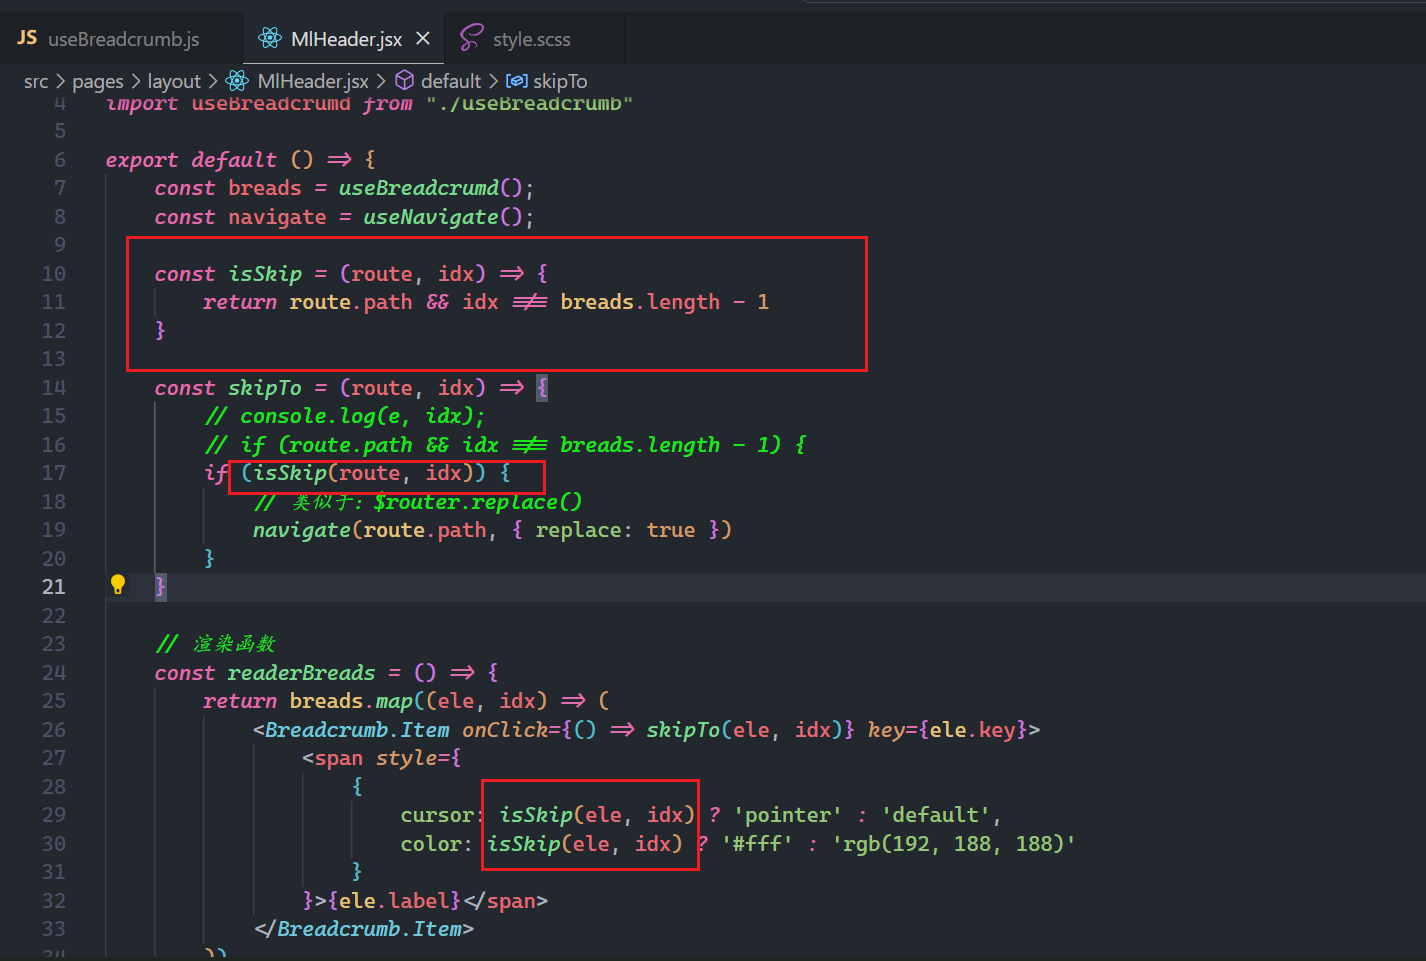 JS useBreadcrumb.js MlHeader.jsx × style.scss
src > pages > layout > MlHeader.jsx > default > skipTo
4 import useBreadcrumd from "./useBreadcrumb"
5
6 export default () => {
7 const breads = useBreadcrumd();
8 const navigate = useNavigate();
9
10 const isSkip = (route, idx) => {
11 return route.path && idx !== breads.length - 1
12 }
13
14 const skipTo = (route, idx) => {
15 // console.log(e, idx);
16 // if (route.path && idx !== breads.length - 1) {
17 if (isSkip(route, idx)) {
18 // 类似于: $router.replace()
19 navigate(route.path, { replace: true })
20 }
21 }
22
23 // 渲染函数
24 const readerBreads = () => {
25 return breads.map((ele, idx) => (
26 <Breadcrumb.Item onClick={() => skipTo(ele, idx)} key={ele.key}>
27 <span style={
28 {
29 cursor: isSkip(ele, idx) ? 'pointer' : 'default',
30 color: isSkip(ele, idx) ? '#fff' : 'rgb(192, 188, 188)'
31 }
32 }>{ele.label}</span>
33 </Breadcrumb.Item>
34 ))